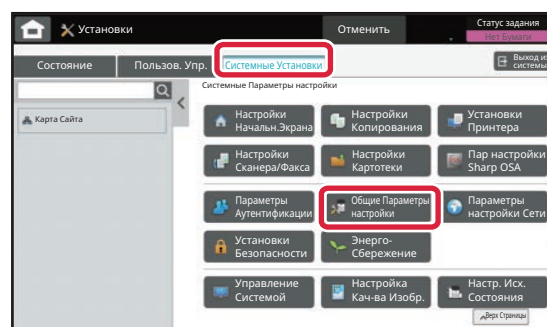 Установки
Отменить
Статус задания
Нет Бумаги
Состояние
Пользов. Упр.
Системные Установки
Выход из
системы
Системные Параметры настройки
Карта Сайта
Настройки
Начальн.Экрана
Настройки
Копирования
Установки
Принтера
Настройки
Сканера/Факса
Настройки
Картотеки
Пар настройки
Sharp OSA
Параметры
Аутентификации
Общие Параметры
настройки
Параметры
настройки Сети
Установки
Безопасности
Энерго-
Сбережение
Управление
Системой
Настройка
Кач-ва Изобр.
Настр. Исх.
Состояния
Верх Страницы